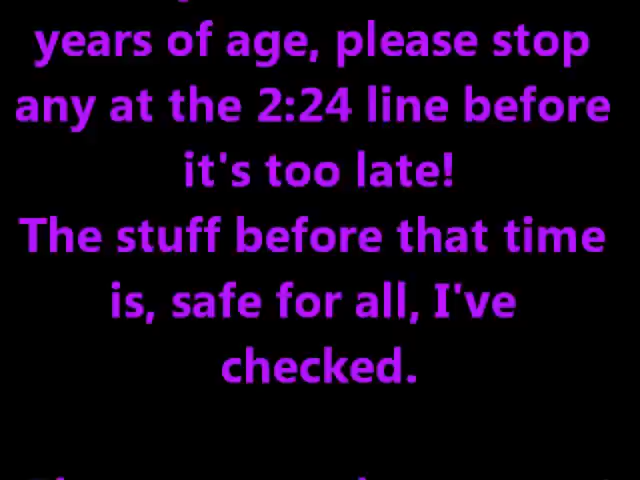 years of age, please stop
any at the 2:24 line before
it's too late!
The stuff before that time
is, safe for all, I've
checked.